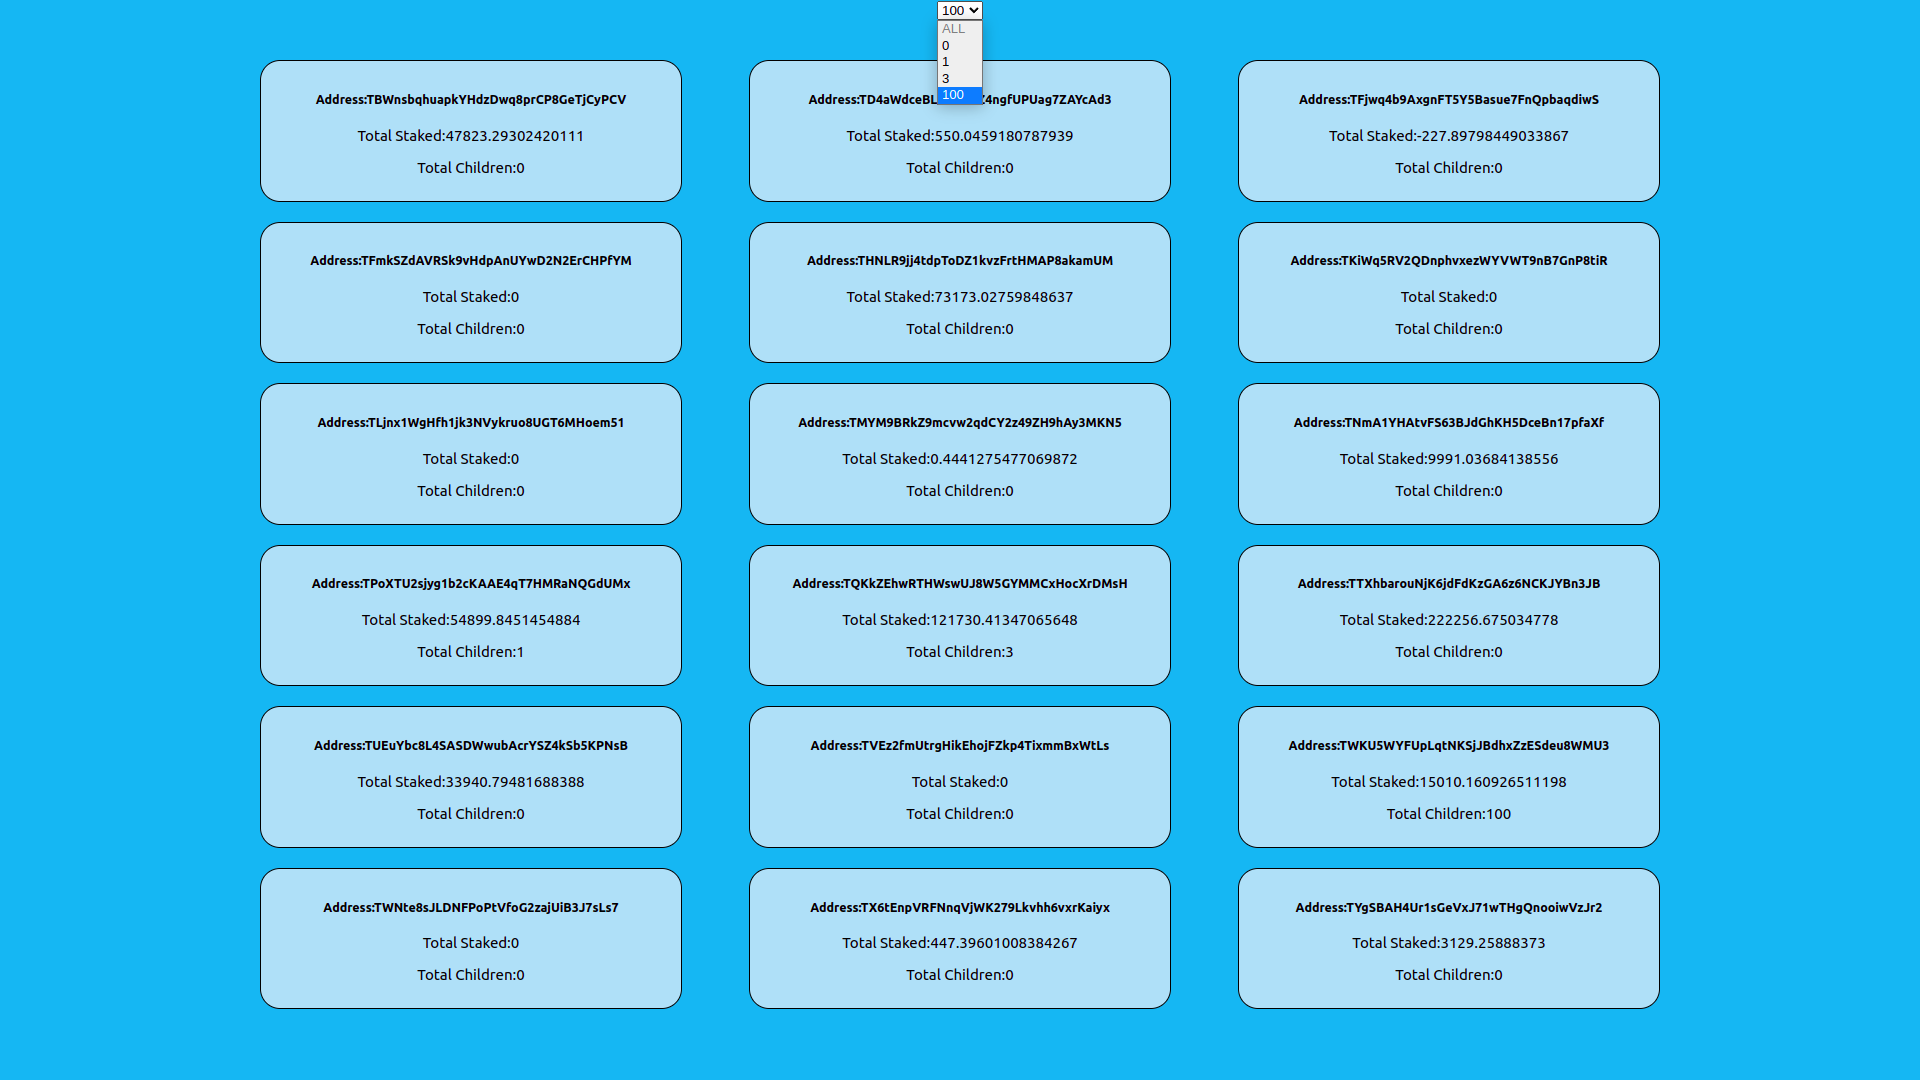 100
ALL
0
1
3
100
Address:TBWnsbqhuapkYHdzDwq8prCP8GeTjCyPCV
Total Staked:47823.29302420111
Total Children:0
Total Staked:550.0459180787939
Total Children:0
Address:TFjwq4b9AxgnFT5Y5Basue7FnQpbaqdiwS
Total Staked:-227.89798449033867
Total Children:0
Address:TFmkSZdAVRSk9vHdpAnUYwD2N2ErCHPfYM
Total Staked:0
Total Children:0
Address:THNLR9jj4tdpToDZ1kvzFrtHMAP8akamUM
Total Staked:73173.02759848637
Total Children:0
Address:TKiWq5RV2QDnphvxezWYVWT9nB7GnP8tiR
Total Staked:0
Total Children:0
Address:TLjnx1WgHfh1jk3NVykruo8UGT6MHoem51
Total Staked:0
Total Children:0
Address:TMYM9BRkZ9mcvw2qdCY2z49ZH9hAy3MKN5
Total Staked:0.4441275477069872
Total Children:0
Address:TNmA1YHAtvFS63BJdGhKH5DceBn17pfaXf
Total Staked:9991.03684138556
Total Children:0
Address:TPoXTU2sjyg1b2cKAAE4qT7HMRaNQGdUMx
Total Staked:54899.8451454884
Total Children:1
Address:TQKkZEhwRTHWswUJ8W5GYMMCxHocXrDMsH
Total Staked:121730.41347065648
Total Children:3
Address:TTXhbarouNjK6jdFdKzGA6z6NCKJYBn3JB
Total Staked:222256.675034778
Total Children:0
Address:TUEuYbc8L4SASDWwubAcrYSZ4kSb5KPNsB
Total Staked:33940.79481688388
Total Children:0
Address:TVEz2fmUtrgHikEhojFZkp4TixmmBxWtLs
Total Staked:0
Total Children:0
Address:TWKU5WYFUpLqtNKSjJBdhxZzESdeu8WMU3
Total Staked:15010.160926511198
Total Children:100
Address:TWNte8sJLDNFPoPtVfoG2zajUiB3J7sLs7
Total Staked:0
Total Children:0
Address:TX6tEnpVRFNnqVjWK279Lkvhh6vxrKaiyx
Total Staked:447.39601008384267
Total Children:0
Address:TYgSBAH4Ur1sGeVxJ71wTHgQnooiwVzJr2
Total Staked:3129.25888373
Total Children:0